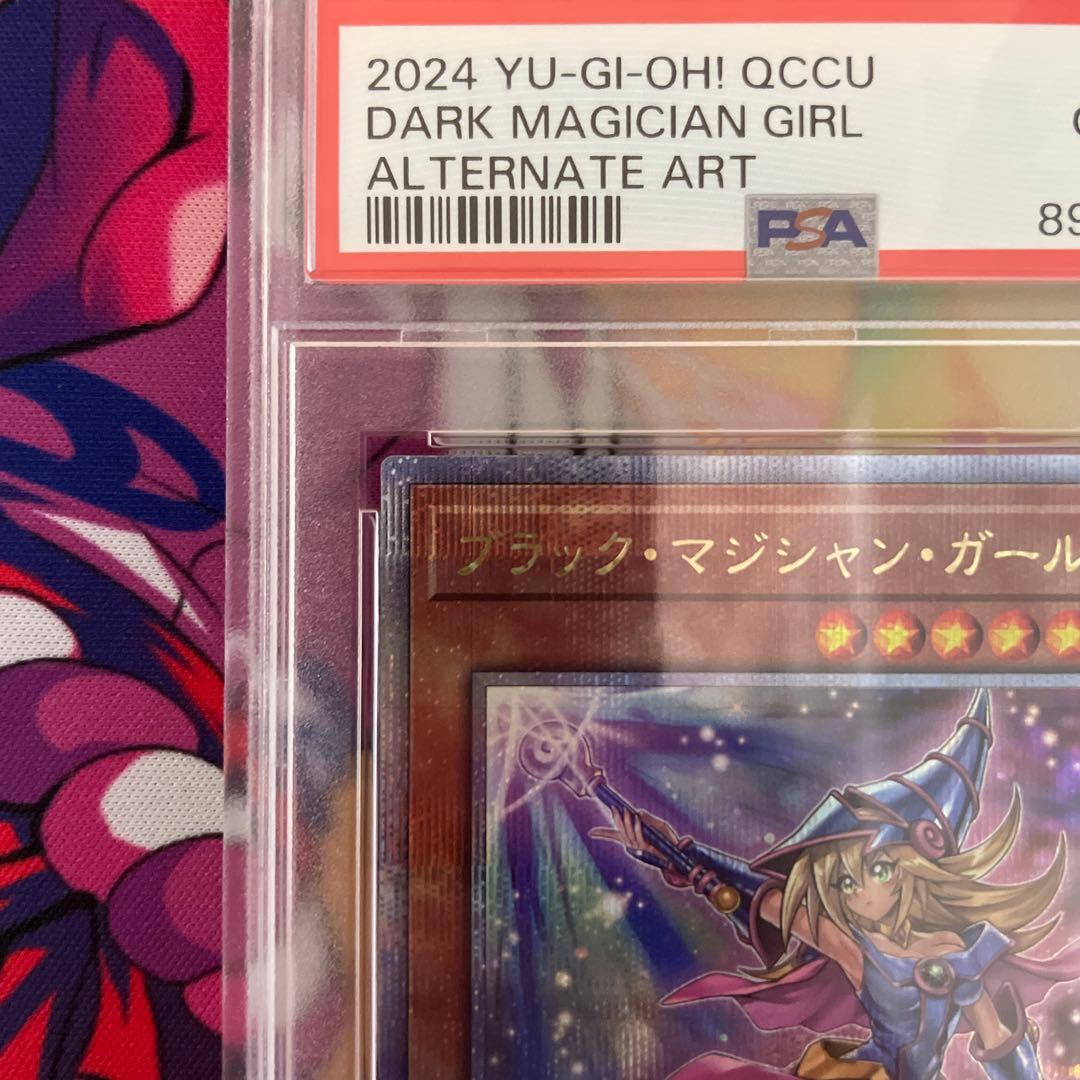 2024 YU-GI-OH! QCCU
DARK MAGICIAN GIRL
ALTERNATE ART
PSA
89
ブラック・マジシャン・ガール